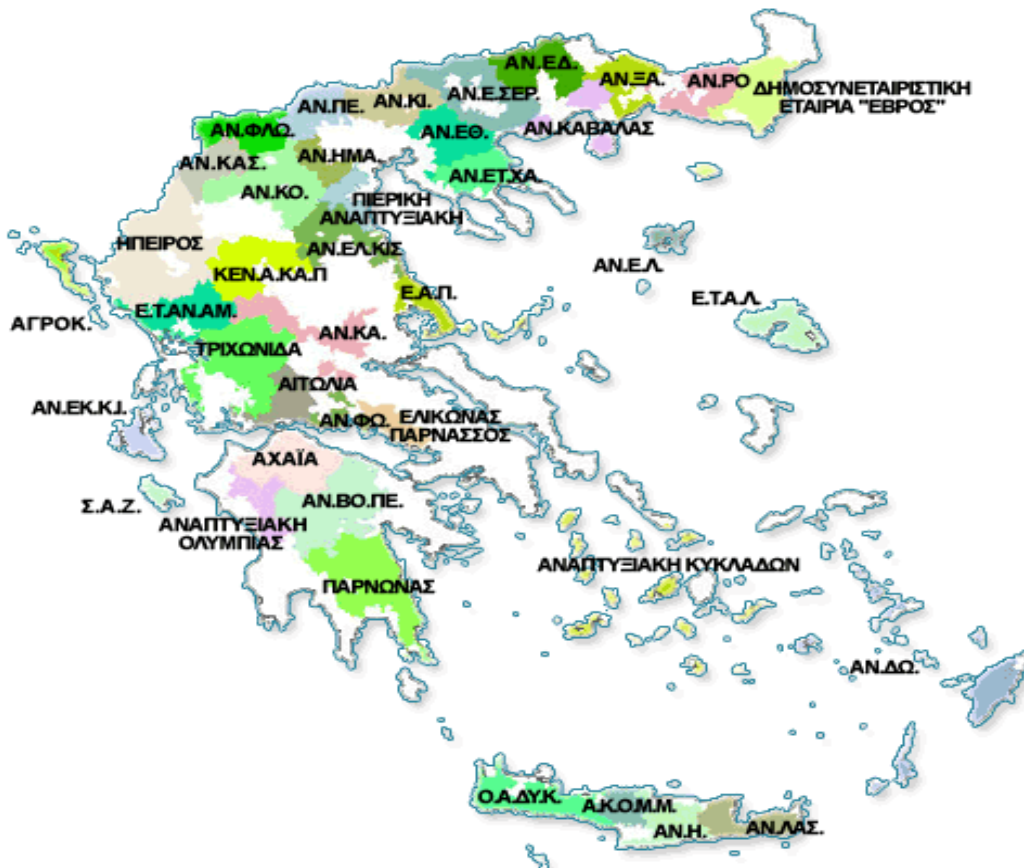 ΑΝ.ΕΔ.
ΑΝ.ΞΑ.
ΑΝ.ΡΟ
ΔΗΜΟΣΥΝΕΤΑΙΡΙΣΤΙΚΗ
ΕΤΑΙΡΙΑ "ΕΒΡΟΣ"
ΑΝ.ΠΕ.
ΑΝ.ΚΙ.
ΑΝ.Ε.ΣΕΡ.
ΑΝ.ΦΛΩ.
ΑΝ.ΕΘ.
ΑΝ.ΚΑΒΑΛΑΣ
ΑΝ.ΚΑΣ.
ΑΝ.ΗΜΑ.
ΑΝ.ΕΤ.ΧΑ.
ΑΝ.ΚΟ.
ΠΙΕΡΙΚΗ
ΑΝΑΠΤΥΞΙΑΚΗ
ΗΠΕΙΡΟΣ
ΑΝ.ΕΛ.ΚΙΣ
ΑΝ.Ε.Λ.
ΚΕΝ.Α.ΚΑ.Π
Ε.Α.Π.
Ε.Τ.Α.Λ.
Ε.Τ.ΑΝ.ΑΜ.
ΑΓΡΟΚ.
ΑΝ.ΚΑ.
ΤΡΙΧΩΝΙΔΑ
ΑΙΤΩΛΙΑ
ΑΝ.ΕΚ.Κ.Ι.
ΑΝ.ΦΩ.
ΕΛΙΚΩΝΑΣ
ΠΑΡΝΑΣΣΟΣ
ΑΧΑΪΑ
Σ.Α.Ζ.
ΑΝ.ΒΟ.ΠΕ.
ΑΝΑΠΤΥΞΙΑΚΗ
ΟΛΥΜΠΙΑΣ
ΑΝΑΠΤΥΞΙΑΚΗ ΚΥΚΛΑΔΩΝ
ΠΑΡΝΩΝΑΣ
ΑΝ.ΔΩ.
Ο.Α.ΔΥ.Κ.
Α.Κ.Ο.Μ.Μ.
ΑΝ.Η.
ΑΝ.ΛΑΣ.